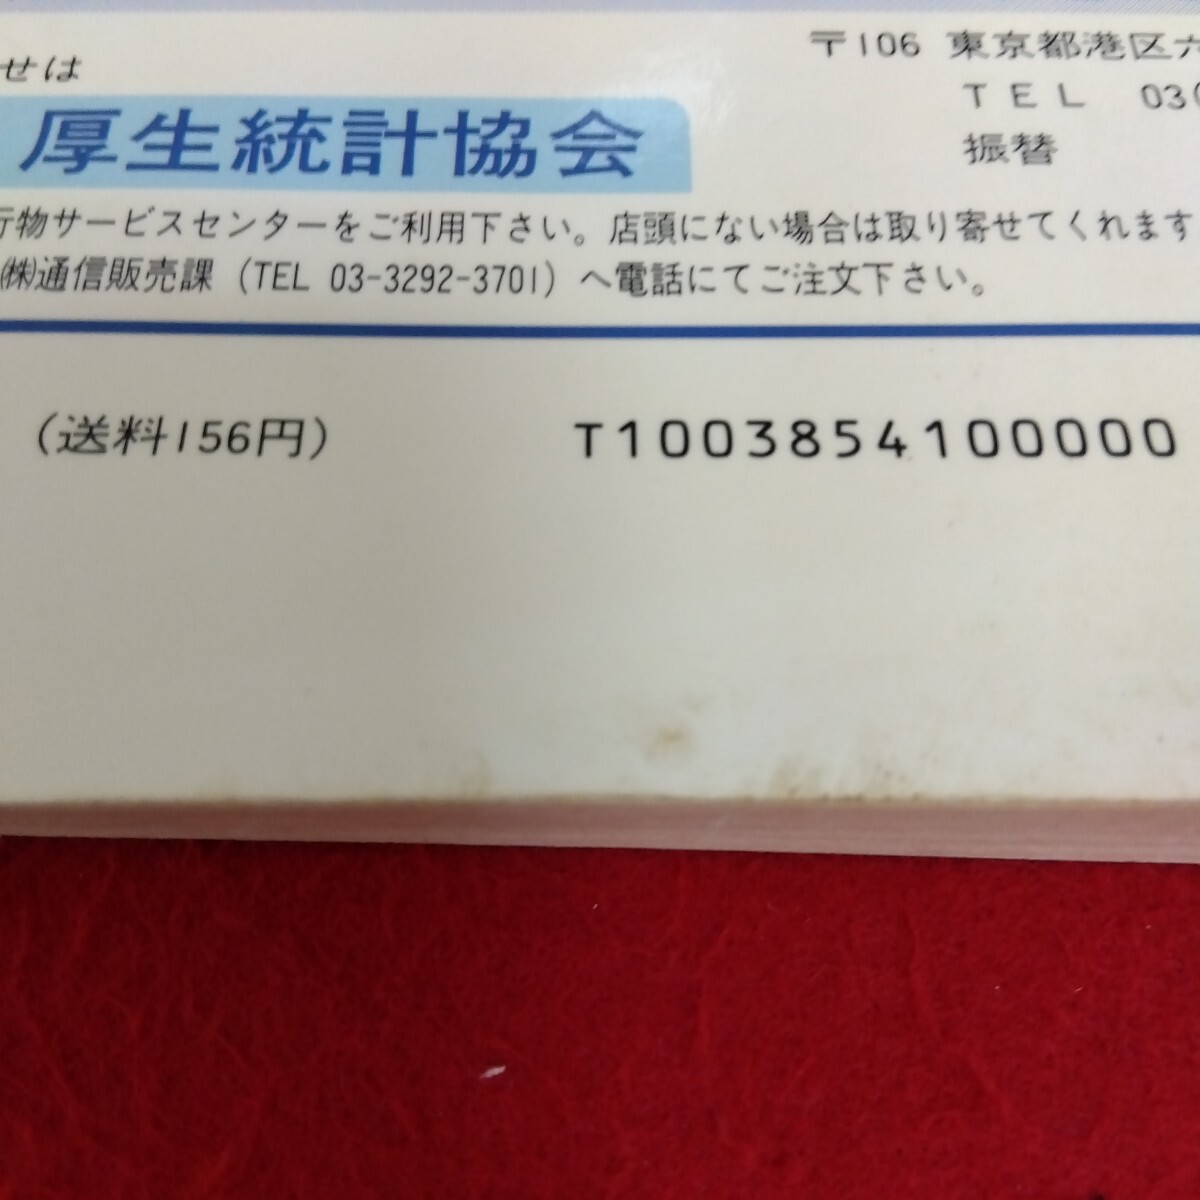 せは
〒106 東京都港区六
厚生統計協会
TEL 03(
振替
行物サービスセンターをご利用下さい。店頭にない場合は取り寄せてくれます
㈱通信販売課（TEL 03-3292-3701）へ電話にてご注文下さい。
（送料156円）
T1003854100000